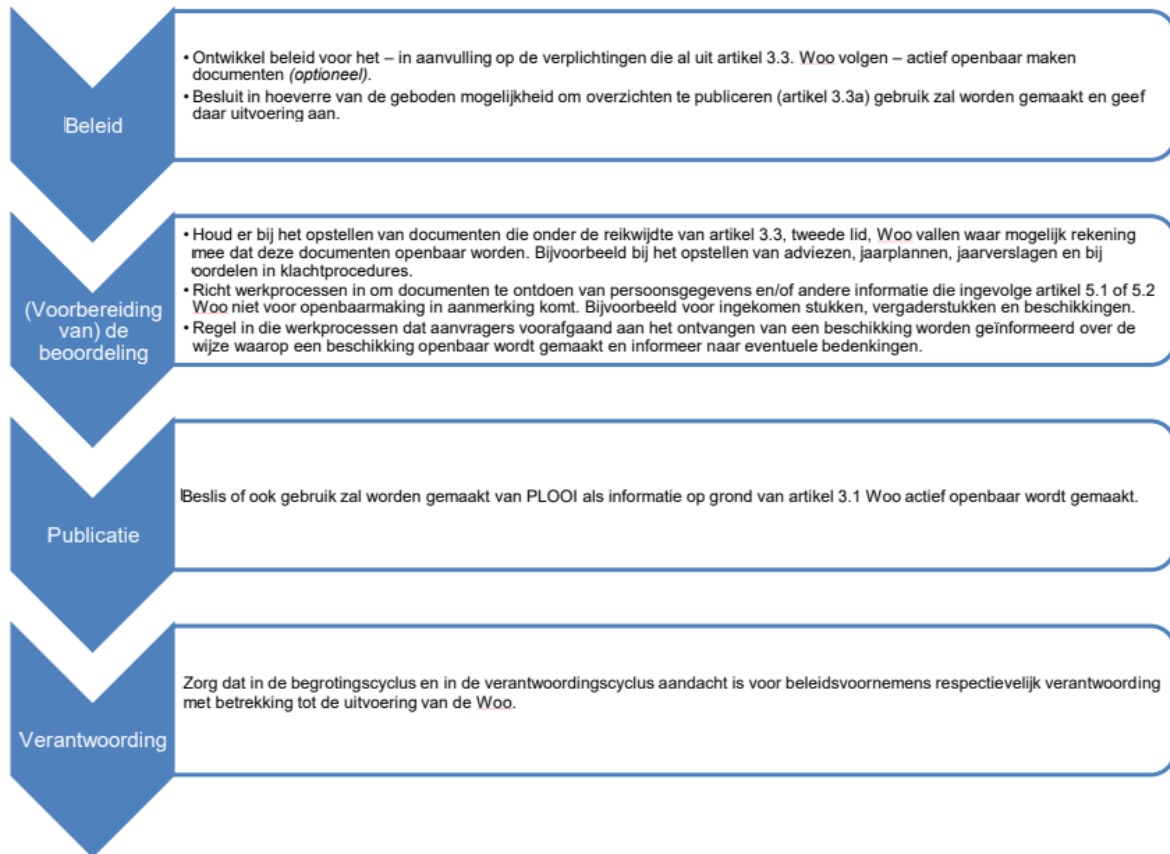 Beleid
• Ontwikkel beleid voor het – in aanvulling op de verplichtingen die al uit artikel 3.3. Woo volgen – actief openbaar maken
documenten (optioneel).
• Besluit in hoeverre van de geboden mogelijkheid om overzichten te publiceren (artikel 3.3a) gebruik zal worden gemaakt en geef
daar uitvoering aan.
(Voorbereiding
van) de
beoordeling
• Houd er bij het opstellen van documenten die onder de reikwijdte van artikel 3.3, tweede lid, Woo vallen waar mogelijk rekening
mee dat deze documenten openbaar worden. Bijvoorbeeld bij het opstellen van adviezen, jaarplannen, jaarverslagen en bij
oordelen in klachtprocedures.
• Richt werkprocessen in om documenten te ontdoen van persoonsgegevens en/of andere informatie die ingevolge artikel 5.1 of 5.2
Woo niet voor openbaarmaking in aanmerking komt. Bijvoorbeeld voor ingekomen stukken, vergaderstukken en beschikkingen.
• Regel in die werkprocessen dat aanvragers voorafgaand aan het ontvangen van een beschikking worden geïnformeerd over de
wijze waarop een beschikking openbaar wordt gemaakt en informeer naar eventuele bedenkingen.
Publicatie
Beslis of ook gebruik zal worden gemaakt van PLOOI als informatie op grond van artikel 3.1 Woo actief openbaar wordt gemaakt.
Verantwoording
Zorg dat in de begrotingscyclus en in de verantwoordingscyclus aandacht is voor beleidsvoornemens respectievelijk verantwoording
met betrekking tot de uitvoering van de Woo.